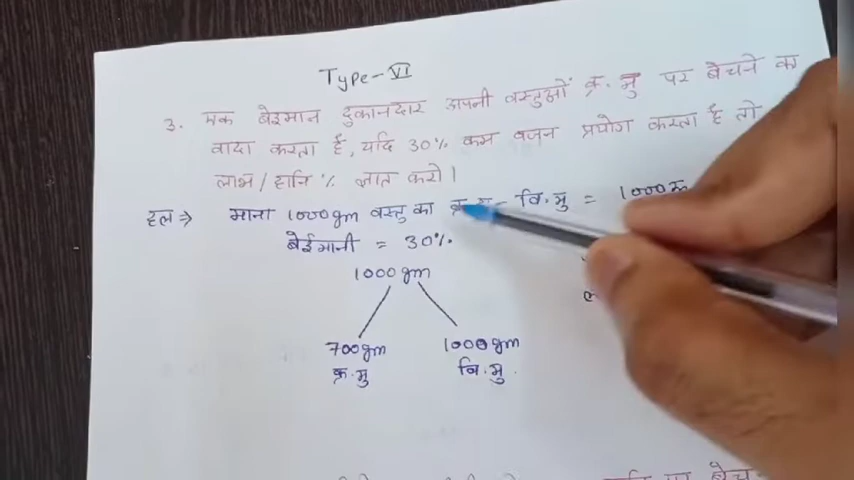 Type-VI
3. एक बेइमान दुकानदार अपनी वस्तुओं क्र.मु पर बेचने का
वादा करता है, यदि 30% कम वजन प्रयोग करता है तो
लाभ/हानि % ज्ञात करो।
हल ⇒ माना 1000gm वस्तु का = वि.मु = 1000
बेईमानी = 30%
1000gm
700gm 1000gm
क्र.मु वि.मु.